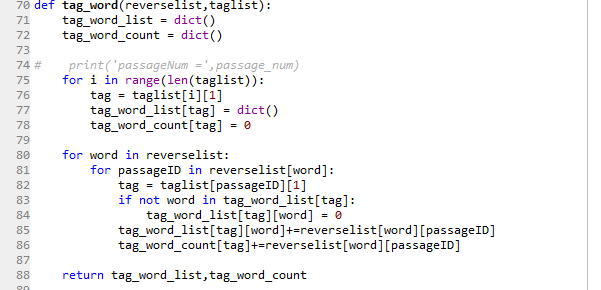 70 def tag_word(reverselist,taglist):
71     tag_word_list = dict()
72     tag_word_count = dict()
73
74 #    print('passageNum =',passage_num)
75     for i in range(len(taglist)):
76         tag = taglist[i][1]
77         tag_word_list[tag] = dict()
78         tag_word_count[tag] = 0
79
80     for word in reverselist:
81         for passageID in reverselist[word]:
82             tag = taglist[passageID][1]
83             if not word in tag_word_list[tag]:
84                 tag_word_list[tag][word] = 0
85             tag_word_list[tag][word]+=reverselist[word][passageID]
86             tag_word_count[tag]+=reverselist[word][passageID]
87
88     return tag_word_list,tag_word_count